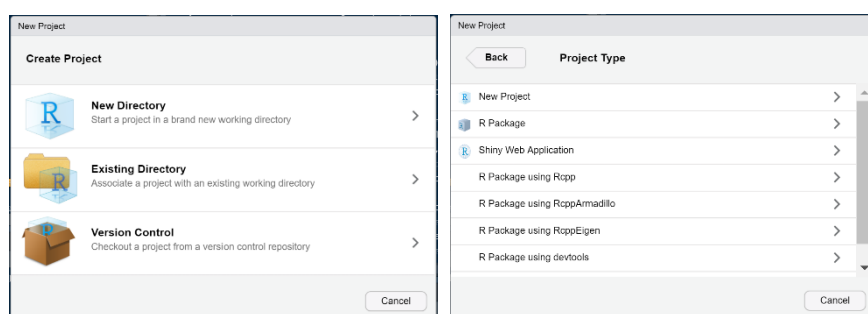 New Project
Create Project
New Directory
Start a project in a brand new working directory
Existing Directory
Associate a project with an existing working directory
Version Control
Checkout a project from a version control repository
Cancel
New Project
Back
Project Type
R New Project
R Package
R Shiny Web Application
R Package using Rcpp
R Package using RcppArmadillo
R Package using RcppEigen
R Package using devtools
Cancel